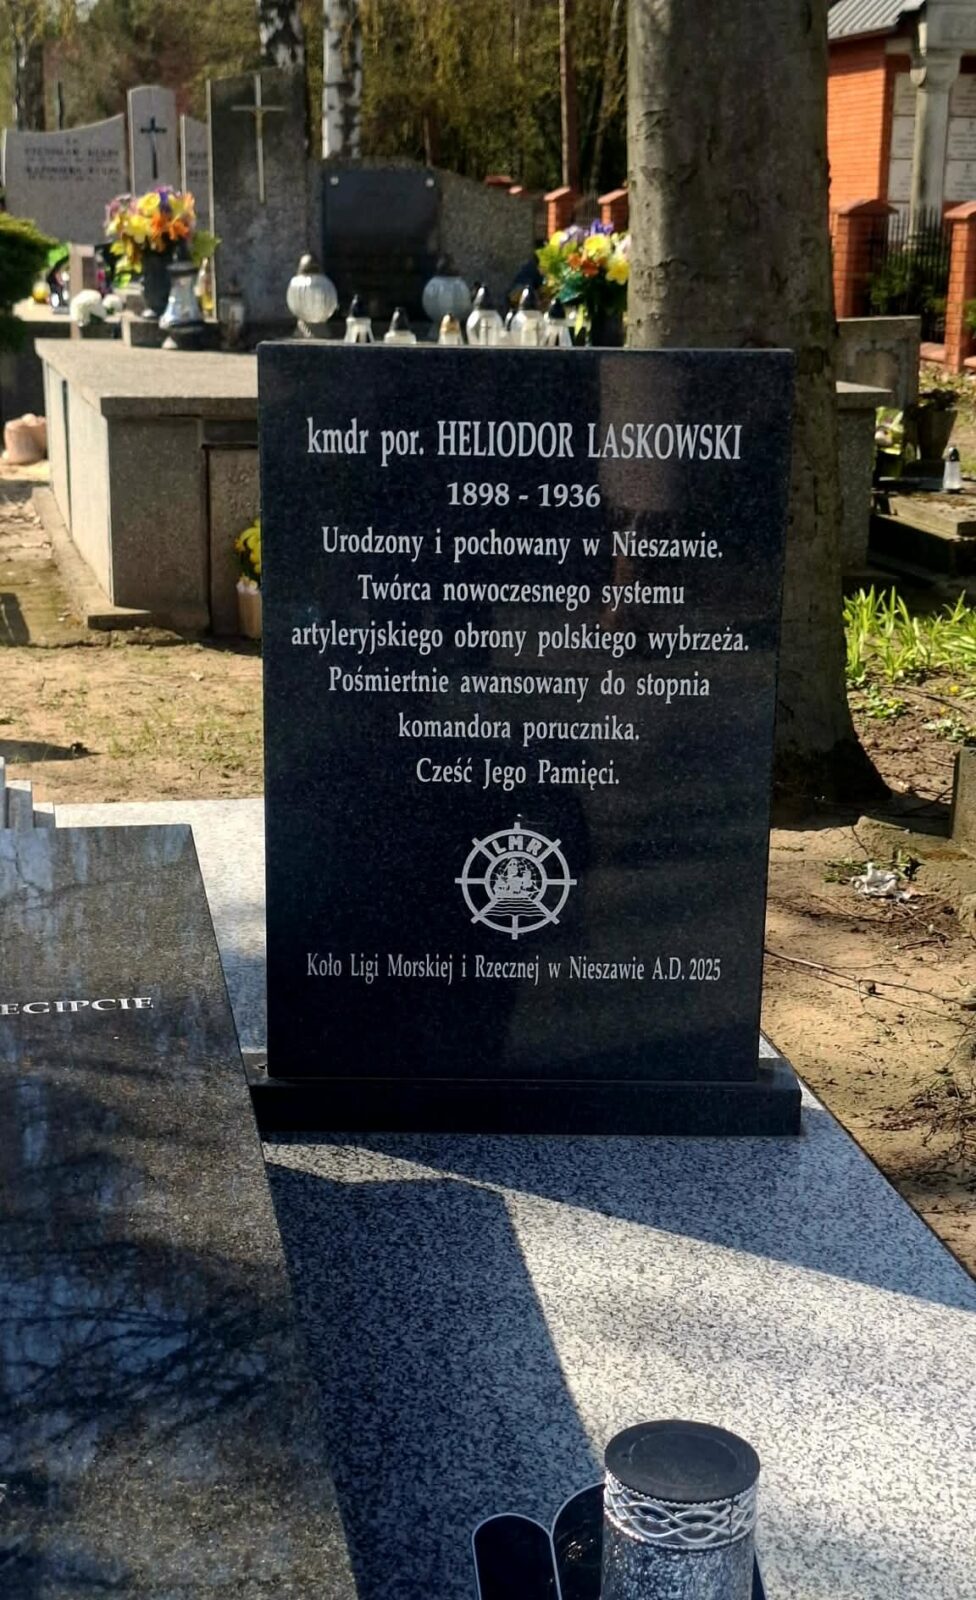 kmdr por. HELIODOR LASKOWSKI
1898 - 1936
Urodzony i pochowany w Nieszawie.
Twórca nowoczesnego systemu
artyleryjskiego obrony polskiego wybrzeża.
Pośmiertnie awansowany do stopnia
komandora porucznika.
Cześć Jego Pamięci.
LMR
Koło Ligi Morskiej i Rzecznej w Nieszawie A.D. 2025
EGIPCIE